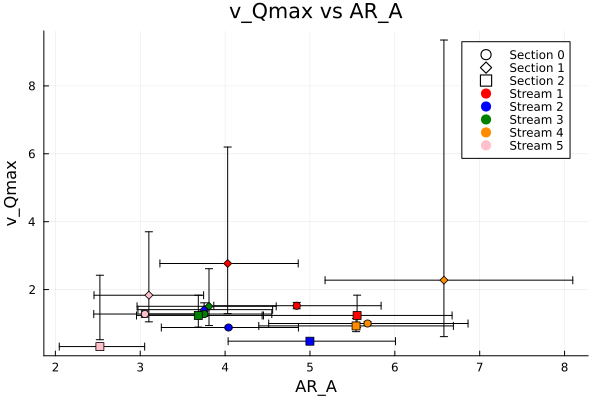 v_Qmax vs AR_A
Section 0
Section 1
Section 2
Stream 1
Stream 2
Stream 3
Stream 4
Stream 5
v_Qmax
8
6
4
2
2
3
4
5
6
7
8
AR_A